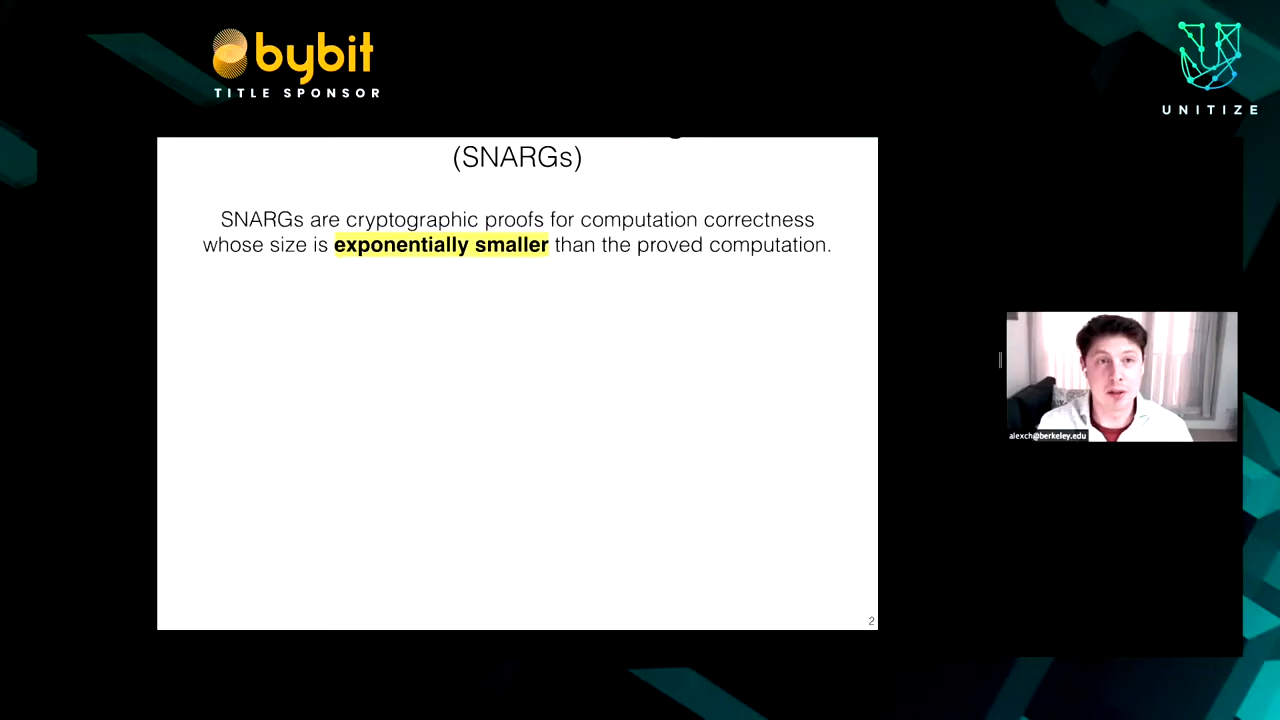 bybit
TITLE SPONSOR
UNITIZE
(SNARGs)
SNARGs are cryptographic proofs for computation correctness
whose size is exponentially smaller than the proved computation.
alexch@berkeley.edu
2